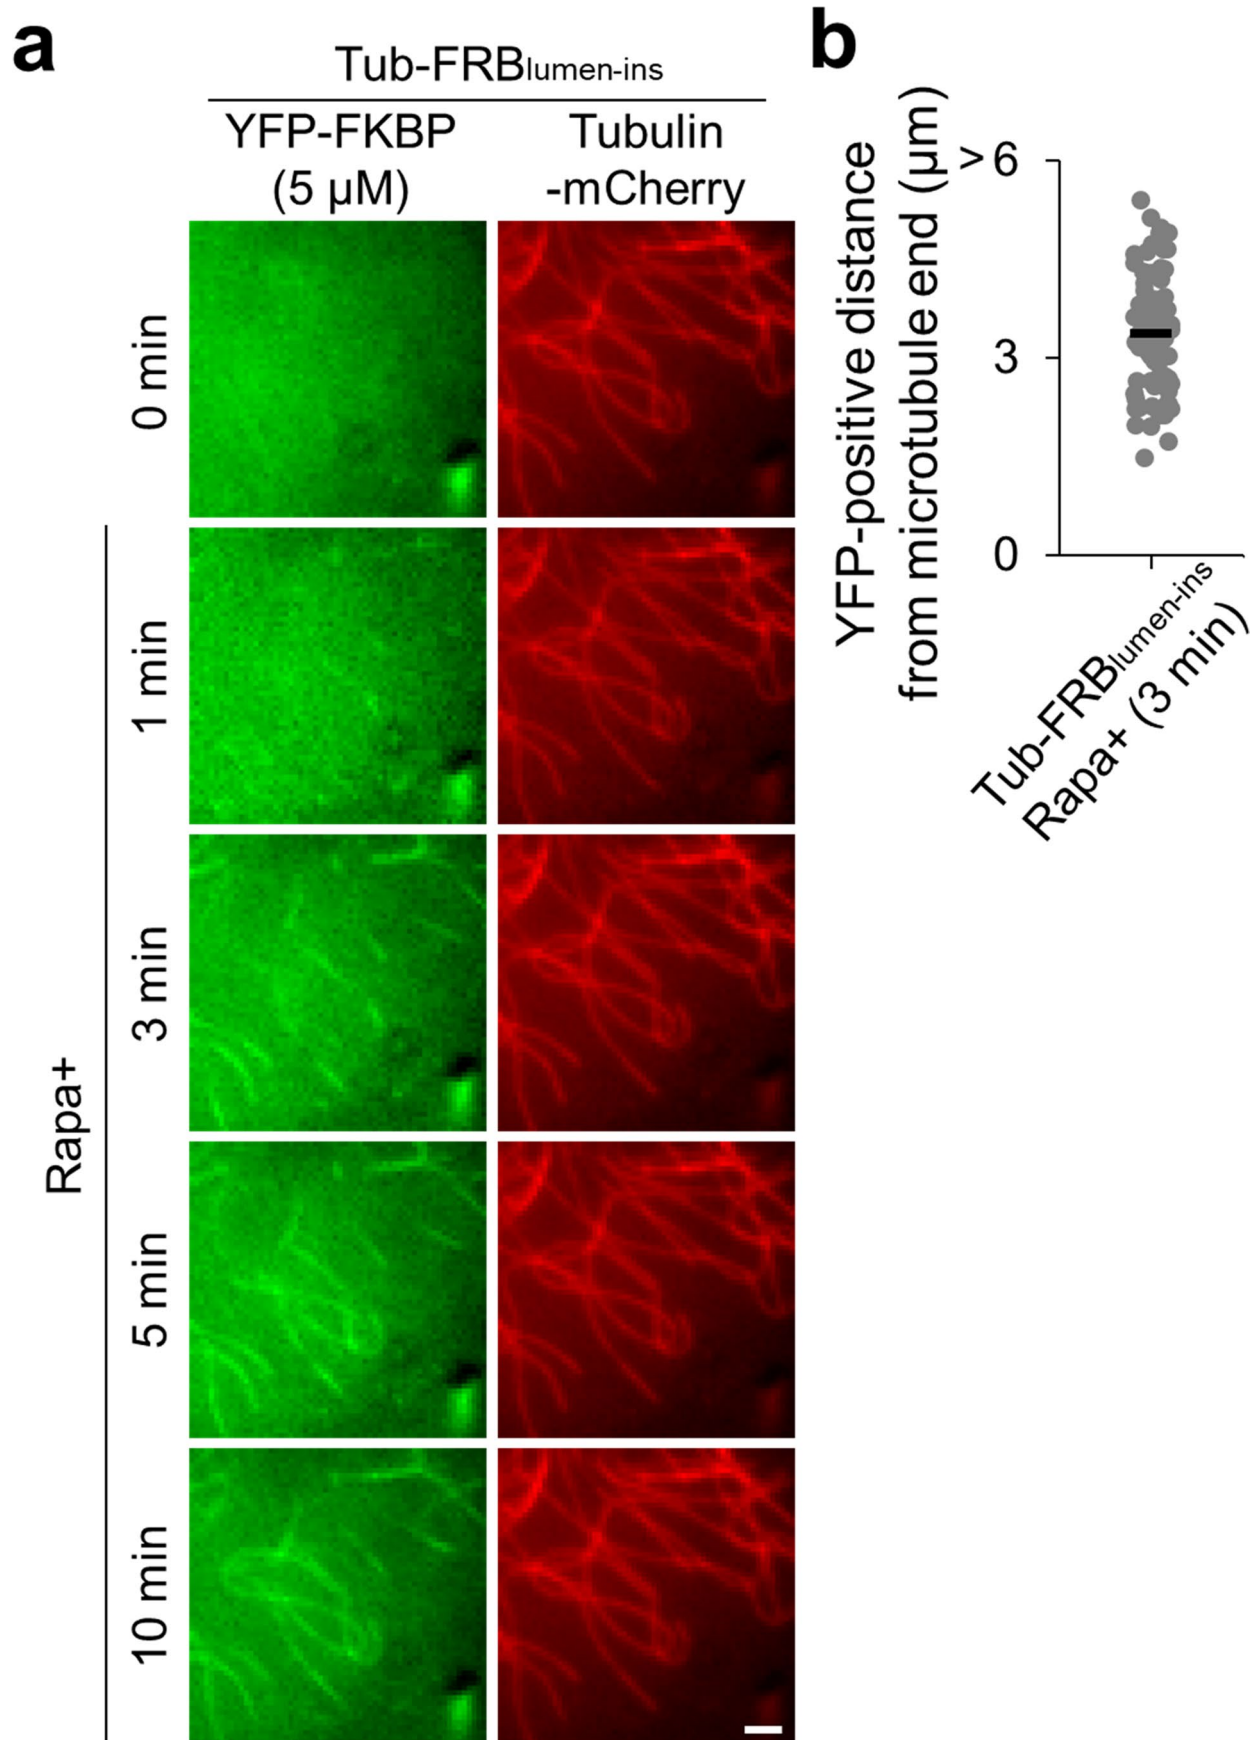 a
Tub-FRBlumen-ins
YFP-FKBP
(5 µM)
Tubulin
-mCherry
0 min
1 min
3 min
5 min
10 min
Rapa+
b
YFP-positive distance
from microtubule end (µm)
>6
3
0
Tub-FRBlumen-ins
Rapa+ (3 min)